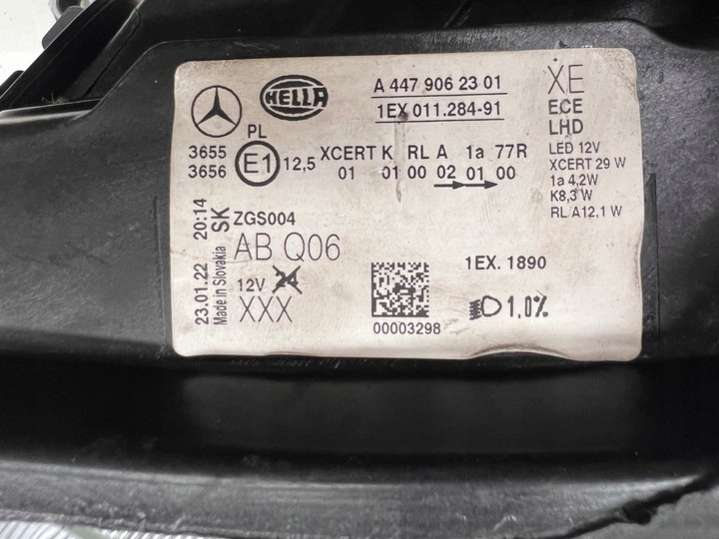 HELLA
A 447 906 23 01
1EX 011.284-91
XE
ECE
LHD
LED 12V
XCERT 29 W
1a 4,2W
K8,3 W
RL A12,1 W
PL
3655
3656
E1
12,5
XCERT K RL A 1a 77R
01 01 00 02 01 00
23.01.22 20:14
Made in Slovakia SK
ZGS004
AB Q06
12V 24
XXX
00003298
1EX. 1890
1,0%